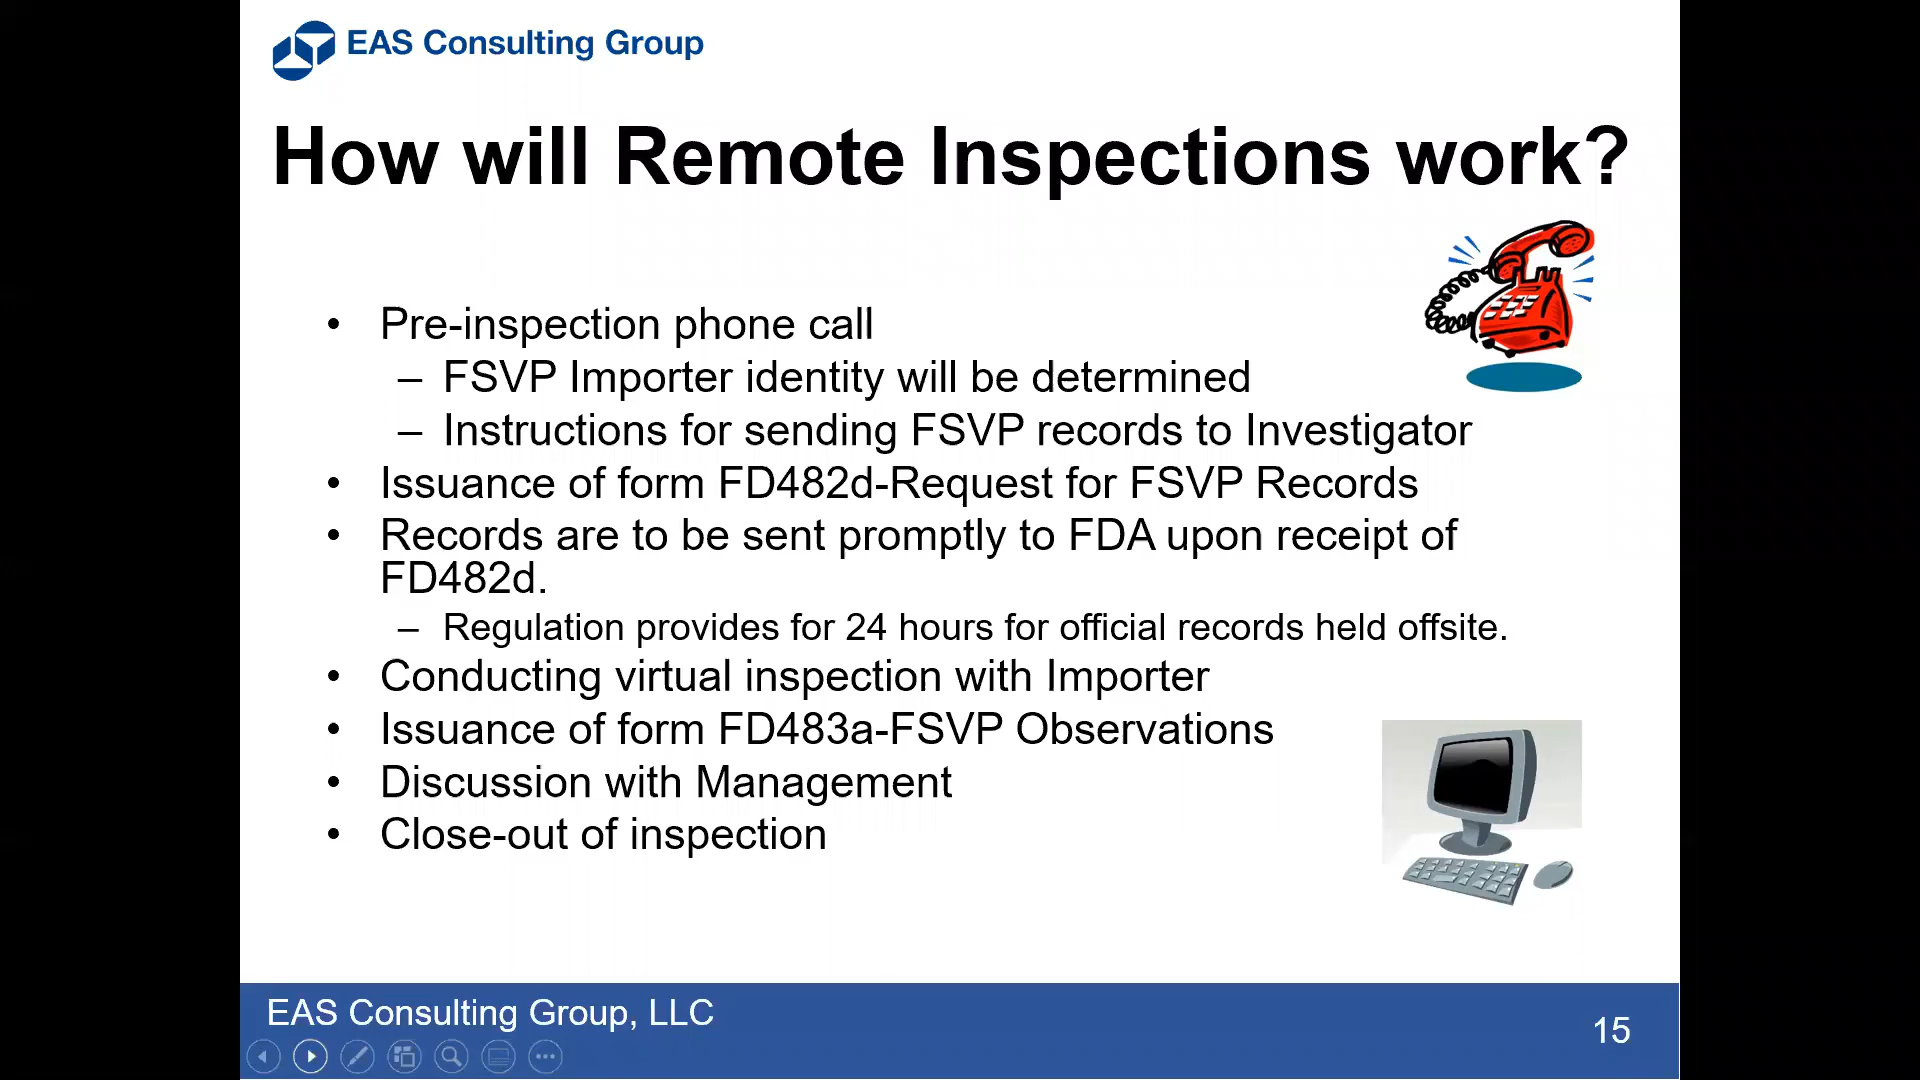 EAS Consulting Group
How will Remote Inspections work?
• Pre-inspection phone call
– FSVP Importer identity will be determined
– Instructions for sending FSVP records to Investigator
• Issuance of form FD482d-Request for FSVP Records
• Records are to be sent promptly to FDA upon receipt of
FD482d.
– Regulation provides for 24 hours for official records held offsite.
• Conducting virtual inspection with Importer
• Issuance of form FD483a-FSVP Observations
• Discussion with Management
• Close-out of inspection
EAS Consulting Group, LLC
15